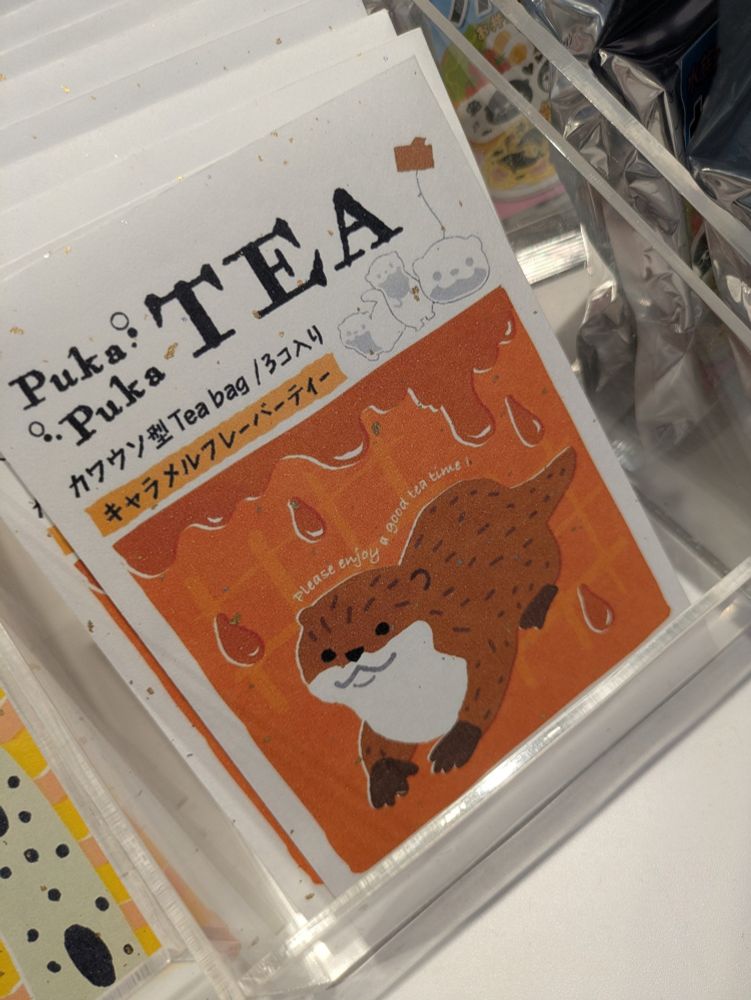 Puka
Puka TEA
カワウソ型 Tea bag / 3コ入り
キャラメルフレーバーティー
Please enjoy a good tea time!